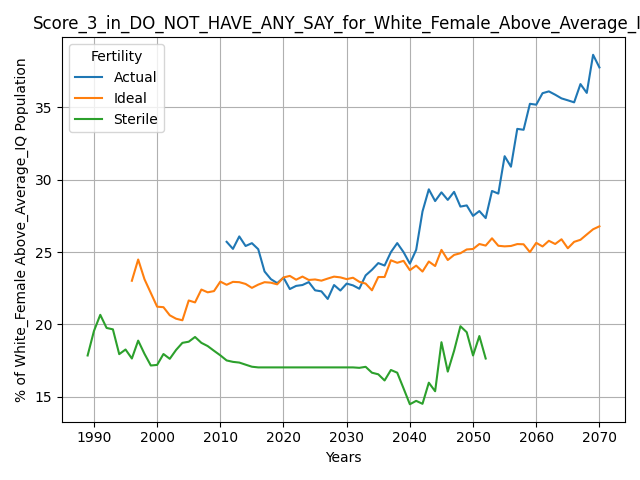 Score_3_in_DO_NOT_HAVE_ANY_SAY_for_White_Female_Above_Average_I
% of White_Female Above_Average_IQ Population
Fertility
Actual
Ideal
Sterile
35
30
25
20
15
1990 2000 2010 2020 2030 2040 2050 2060 2070
Years